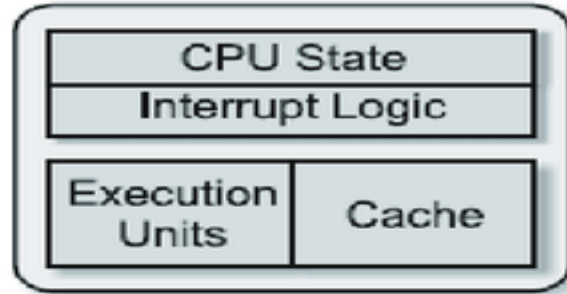 CPU State
Interrupt Logic
Execution
Units
Cache